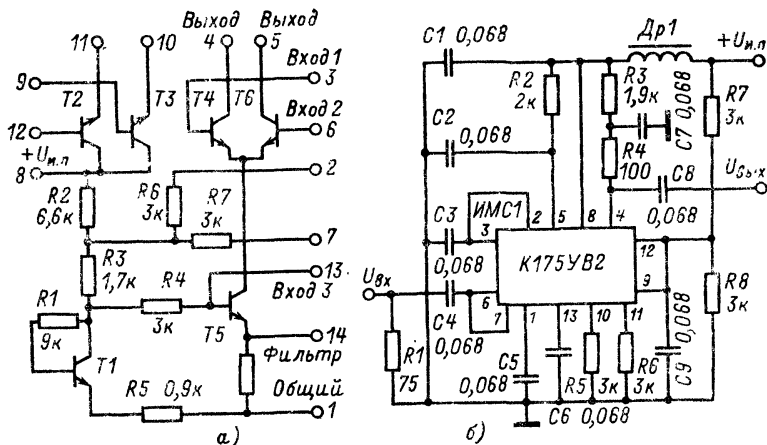 Выход
11 10 4 5
Вход 1
9
3
T2 T3 T4 T6
Вход 2
12
6
+Uи.п
8
2
R2
6,6к
R6
3к
R7
3к
7
R3
1,7к
R4
3к
13
Вход 3
R1
9к
T5
14
Фильтр
T1
R5 0,9к
Общий
1
а)
C1 0,068
Др1
+Uи.п
R2
2к
R3
1,9к
C7 0,068
R7
3к
C2
0,068
R4
100
C8
0,068
Uвых
C3
0,068
ИМС1
3 2 5 8 4
12
К175УВ2
9
Uвх
C4
0,068
6
7
1 13 10 11
R8
3к
R1
75
C5
0,068
R5
3к
R6
3к
C9 0,068
C6 0,068
б)